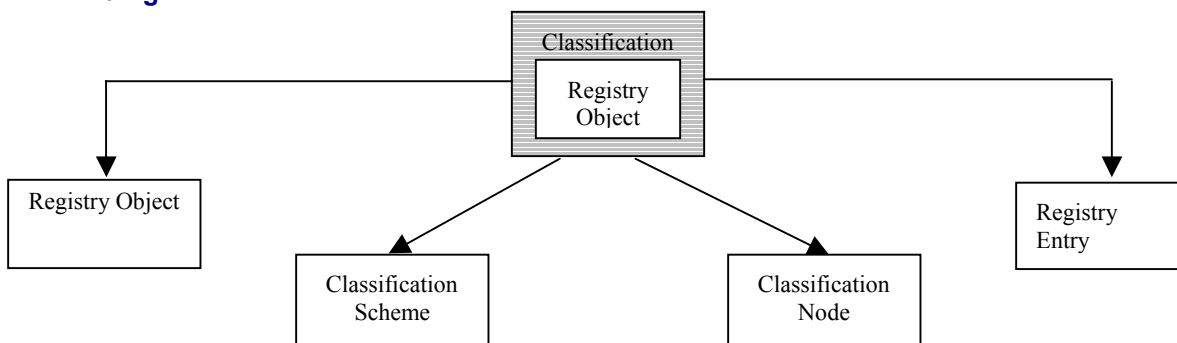 Classification
Registry
Object
Registry Object
Registry
Entry
Classification
Scheme
Classification
Node